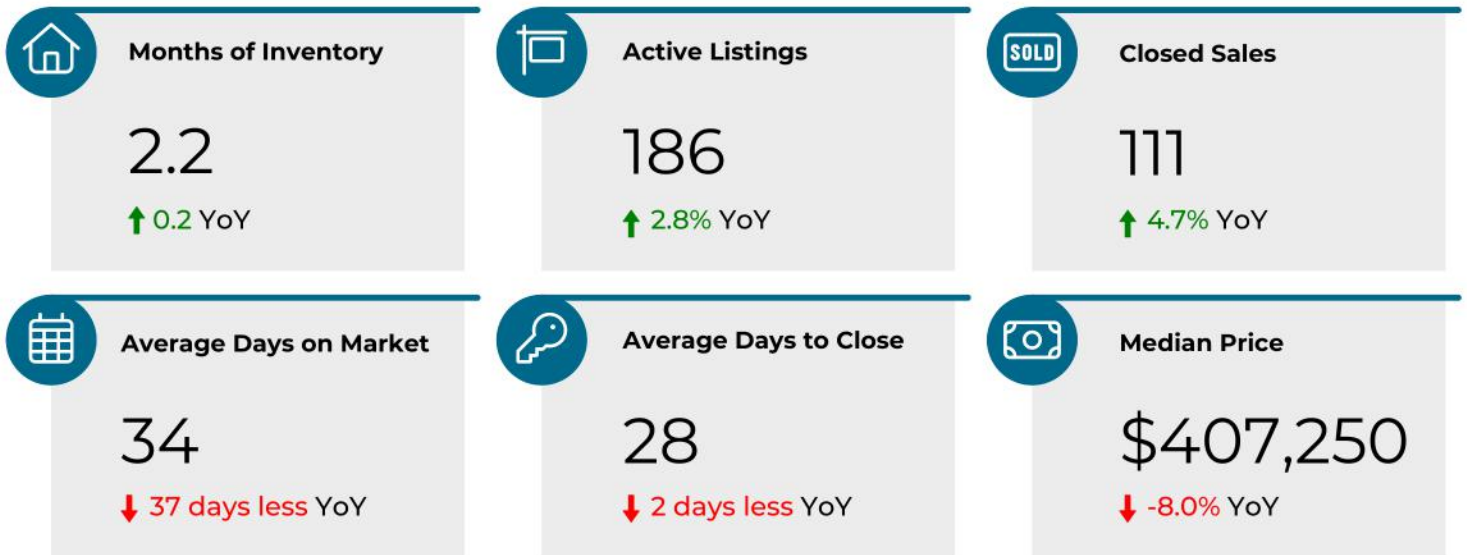 Months of Inventory
2.2
0.2 YoY
Active Listings
186
2.8% YoY
SOLD
Closed Sales
111
4.7% YoY
Average Days on Market
34
37 days less YoY
Average Days to Close
28
2 days less YoY
Median Price
$407,250
-8.0% YoY